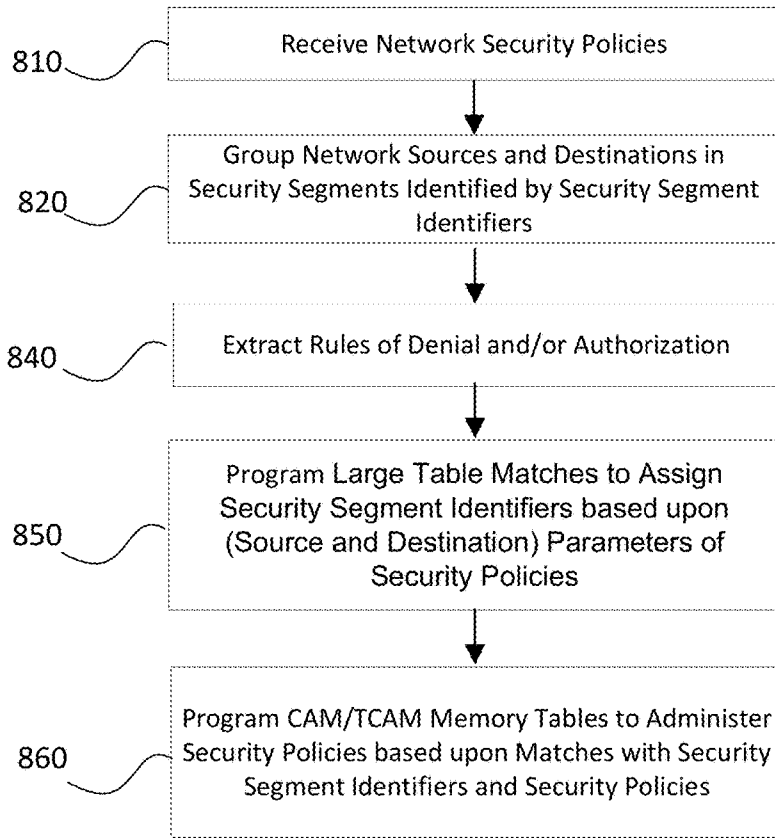 810
Receive Network Security Policies
820
Group Network Sources and Destinations in
Security Segments Identified by Security Segment
Identifiers
840
Extract Rules of Denial and/or Authorization
850
Program Large Table Matches to Assign
Security Segment Identifiers based upon
(Source and Destination) Parameters of
Security Policies
860
Program CAM/TCAM Memory Tables to Administer
Security Policies based upon Matches with Security
Segment Identifiers and Security Policies